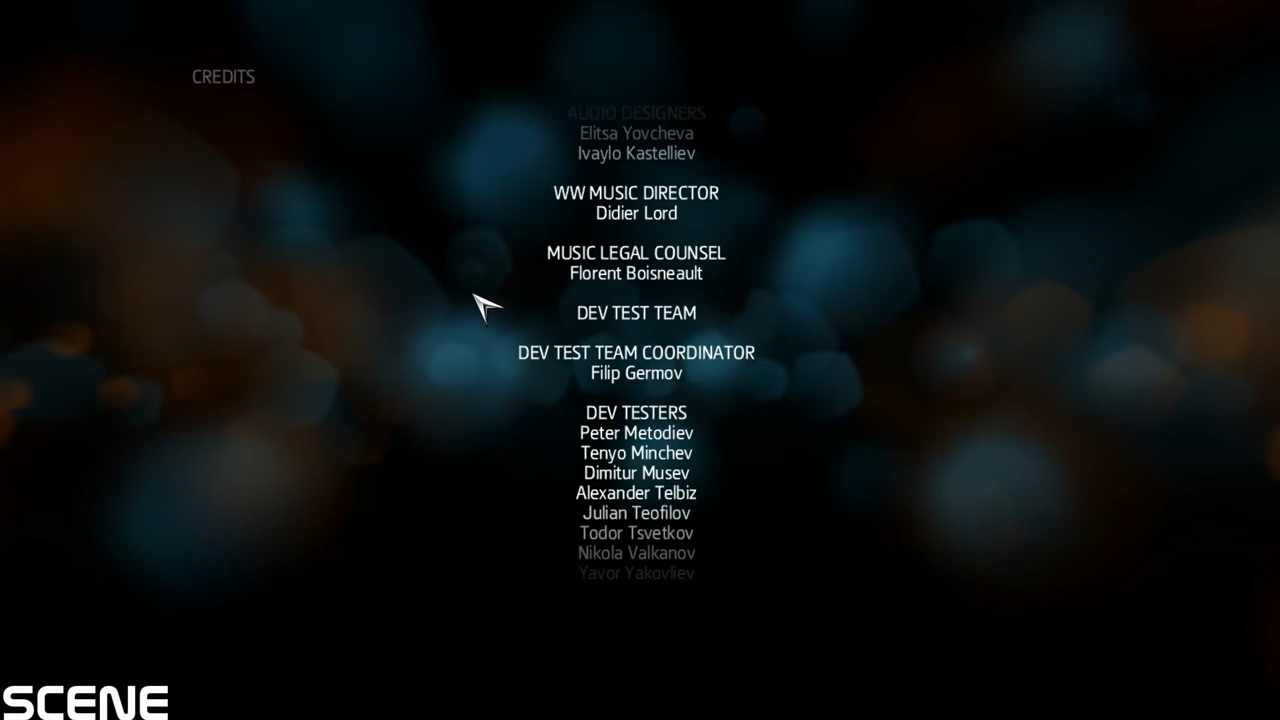 CREDITS
AUDIO DESIGNERS
Elitsa Yovcheva
Ivaylo Kastelliev
WW MUSIC DIRECTOR
Didier Lord
MUSIC LEGAL COUNSEL
Florent Boisneault
DEV TEST TEAM
DEV TEST TEAM COORDINATOR
Filip Germov
DEV TESTERS
Peter Metodiev
Tenyo Minchev
Dimitur Musev
Alexander Telbiz
Julian Teofilov
Todor Tsvetkov
Nikola Valkanov
Yavor Yakovliev
SCENE